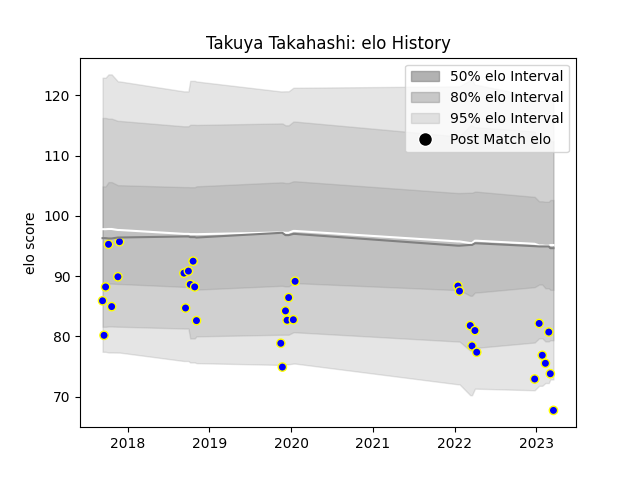 Takuya Takahashi: elo History
50% elo Interval
80% elo Interval
95% elo Interval
Post Match elo
elo score
120
110
100
90
80
70
2018 2019 2020 2021 2022 2023